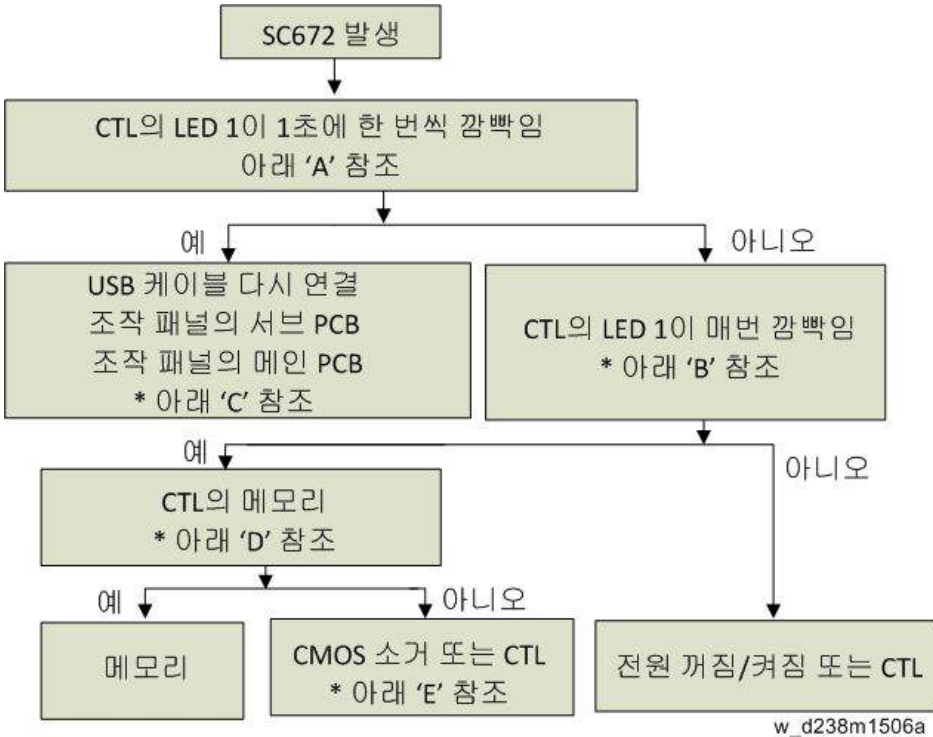 SC672 발생
CTL의 LED 1이 1초에 한 번씩 깜빡임
아래 ‘A’ 참조
예
아니오
USB 케이블 다시 연결
조작 패널의 서브 PCB
조작 패널의 메인 PCB
* 아래 ‘C’ 참조
CTL의 LED 1이 매번 깜빡임
* 아래 ‘B’ 참조
예
아니오
CTL의 메모리
* 아래 ‘D’ 참조
예
아니오
메모리
CMOS 소거 또는 CTL
* 아래 ‘E’ 참조
전원 꺼짐/켜짐 또는 CTL
w_d238m1506a